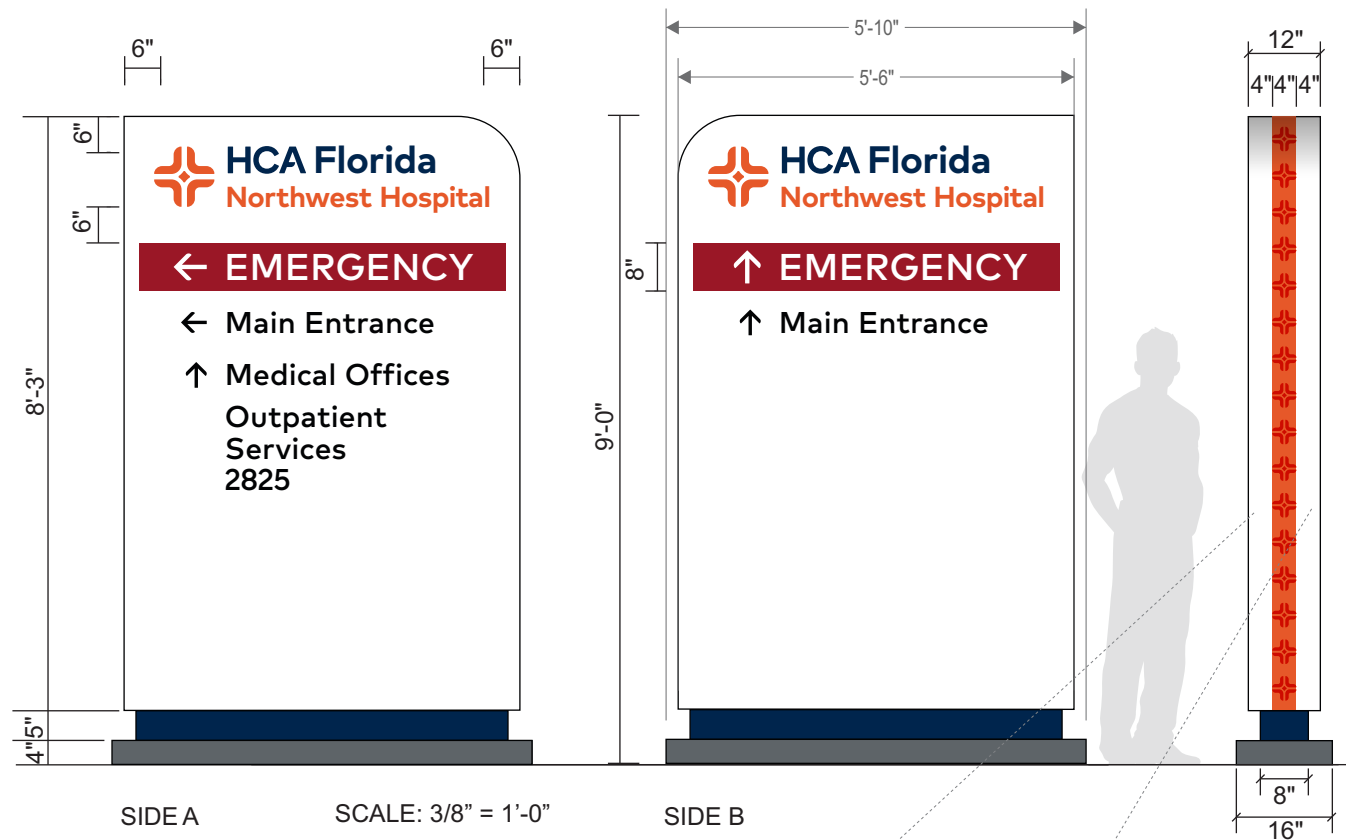 5'-10"
6"
6"
5'-6"
12"
4"
4"
4"
6"
HCA Florida
Northwest Hospital
HCA Florida
Northwest Hospital
6"
← EMERGENCY
↑ EMERGENCY
8"
← Main Entrance
↑ Main Entrance
↑ Medical Offices
Outpatient
Services
2825
8'-3"
9'-0"
5"
4"
8"
16"
SIDE A
SCALE: 3/8” = 1’-0”
SIDE B